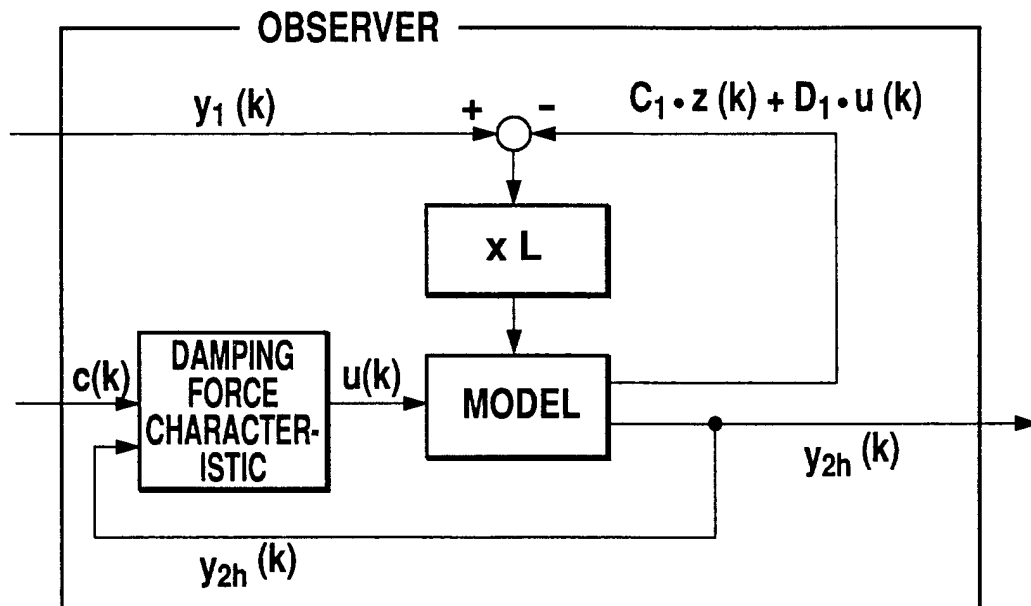 OBSERVER
y₁ (k)
+
−
C₁ • z (k) + D₁ • u (k)
x L
DAMPING
FORCE
CHARACTER-
ISTIC
c(k)
u(k)
MODEL
y₂ₕ (k)
y₂ₕ (k)